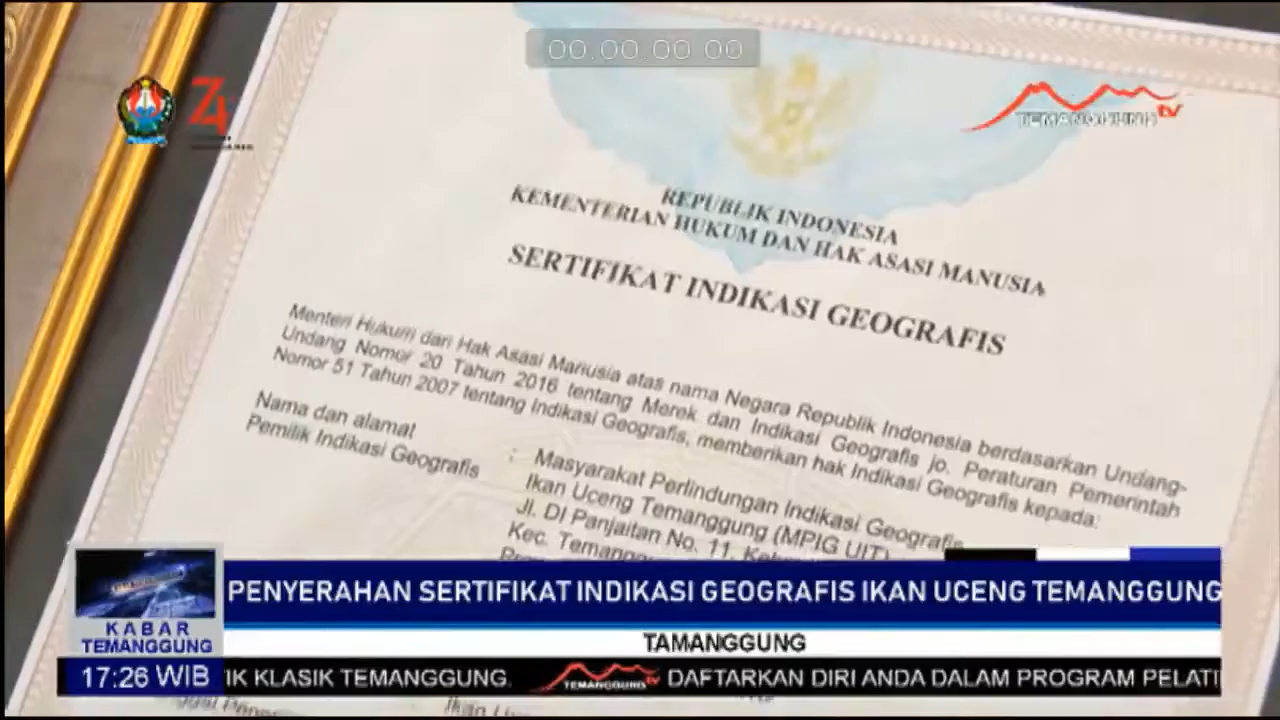 00.00.00.00
74
TEMANGGUNG tv
REPUBLIK INDONESIA
KEMENTERIAN HUKUM DAN HAK ASASI MANUSIA
SERTIFIKAT INDIKASI GEOGRAFIS
Menteri Hukum dan Hak Asasi Manusia atas nama Negara Republik Indonesia berdasarkan Undang-
Undang Nomor 20 Tahun 2016 tentang Merek dan Indikasi Geografis jo. Peraturan Pemerintah
Nomor 51 Tahun 2007 tentang Indikasi Geografis, memberikan hak Indikasi Geografis kepada:
Nama dan alamat
Pemilik Indikasi Geografis
: Masyarakat Perlindungan Indikasi Geografis
Ikan Uceng Temanggung (MPIG UIT)
Jl. DI Panjaitan No. 11,
Kec.
PENYERAHAN SERTIFIKAT INDIKASI GEOGRAFIS IKAN UCENG TEMANGGUNG
KABAR
TEMANGGUNG
TAMANGGUNG
17:26 WIB
IK KLASIK TEMANGGUNG. TEMANGGUNG tv DAFTARKAN DIRI ANDA DALAM PROGRAM PELATI